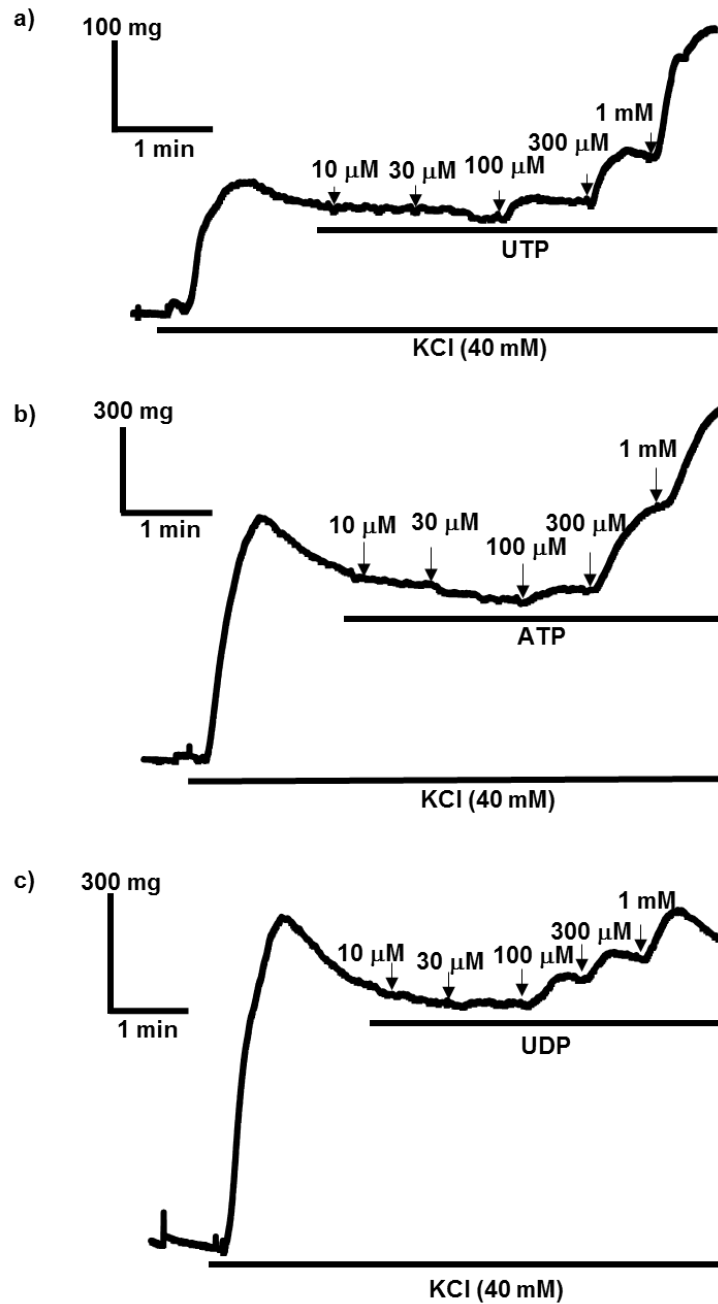 a)
100 mg
1 min
10 μM
30 μM
100 μM
300 μM
1 mM
UTP
KCl (40 mM)
b)
300 mg
1 min
10 μM
30 μM
100 μM
300 μM
1 mM
ATP
KCl (40 mM)
c)
300 mg
1 min
10 μM
30 μM
100 μM
300 μM
1 mM
UDP
KCl (40 mM)